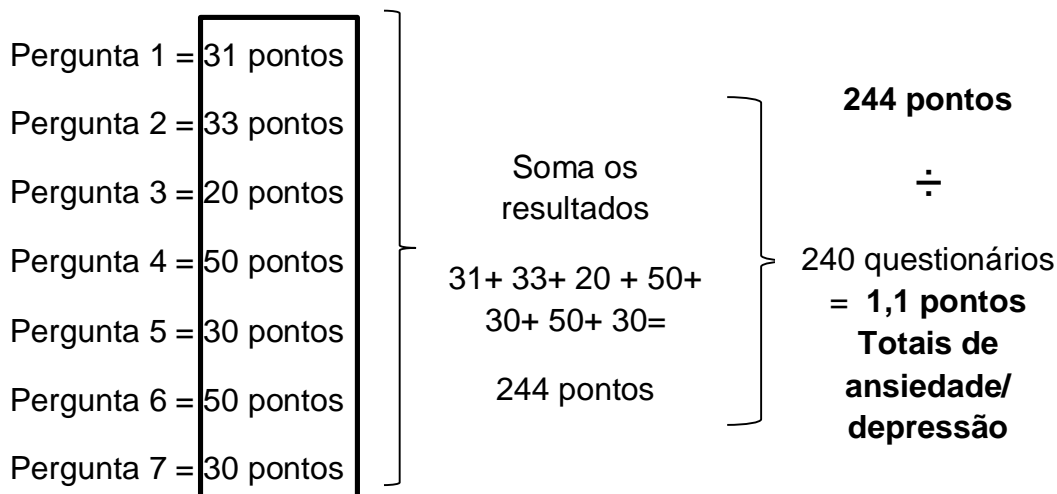 Pergunta 1 = 31 pontos
Pergunta 2 = 33 pontos
Pergunta 3 = 20 pontos
Pergunta 4 = 50 pontos
Pergunta 5 = 30 pontos
Pergunta 6 = 50 pontos
Pergunta 7 = 30 pontos
Soma os
resultados
31+ 33+ 20 + 50+
30+ 50+ 30=
244 pontos
244 pontos
÷
240 questionários
= 1,1 pontos
Totais de
ansiedade/
depressão